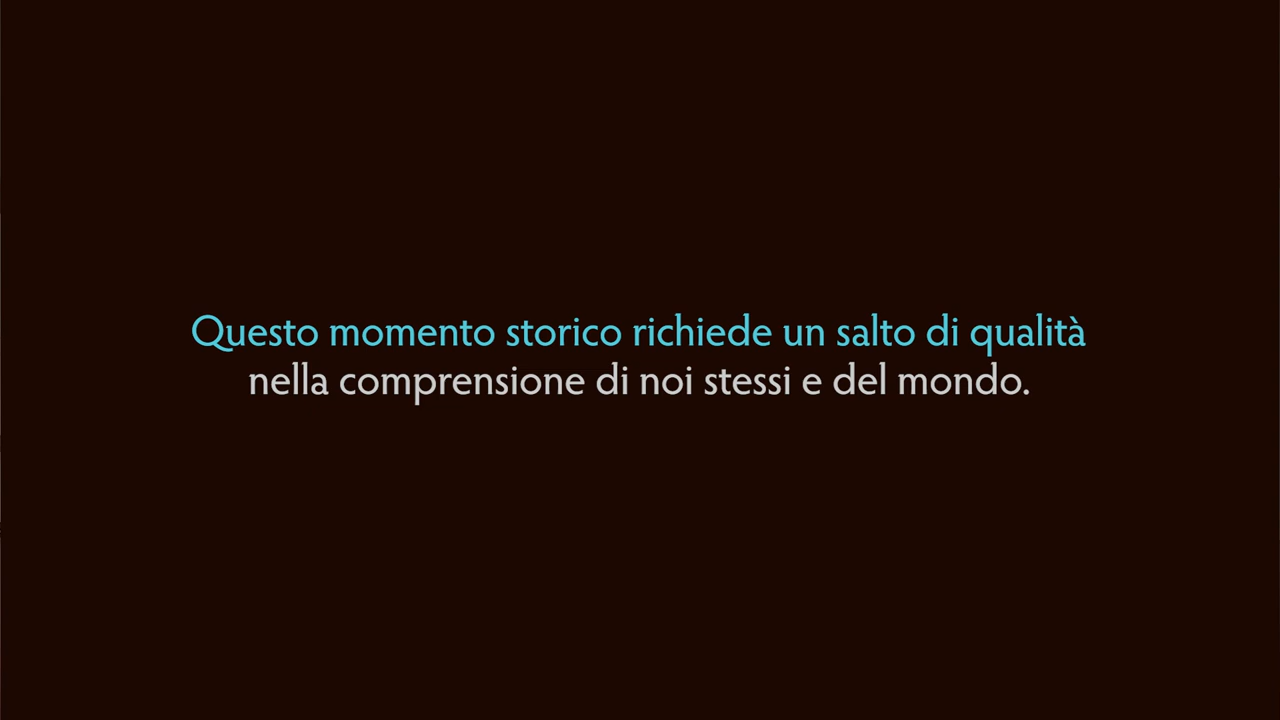 Questo momento storico richiede un salto di qualità
nella comprensione di noi stessi e del mondo.